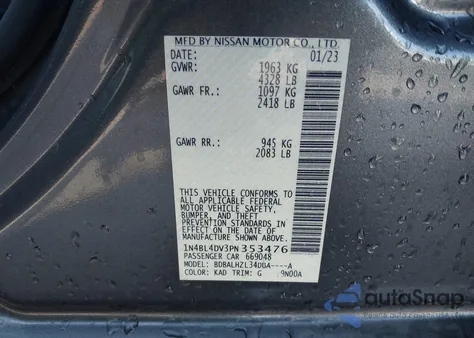 MFD BY NISSAN MOTOR CO., LTD.
DATE: 01/23
GVWR: 1963 KG
4328 LB
GAWR FR.: 1097 KG
2418 LB
GAWR RR.: 945 KG
2083 LB
THIS VEHICLE CONFORMS TO
ALL APPLICABLE FEDERAL
MOTOR VEHICLE SAFETY,
BUMPER, AND THEFT
PREVENTION STANDARDS
IN EFFECT ON THE DATE
OF MANUFACTURE SHOWN ABOVE.
1N4BL4DV3PN353476
PASSENGER CAR 669048
MODEL: BDBALHZL34DDA----A
COLOR: KAD TRIM: G 9N00A
autoSnap